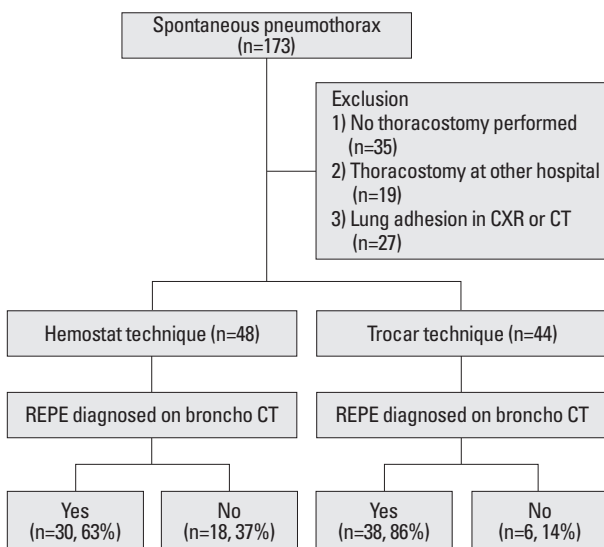 Spontaneous pneumothorax
(n=173)
Exclusion
1) No thoracostomy performed
(n=35)
2) Thoracostomy at other hospital
(n=19)
3) Lung adhesion in CXR or CT
(n=27)
Hemostat technique (n=48)
Trocar technique (n=44)
REPE diagnosed on broncho CT
REPE diagnosed on broncho CT
Yes
(n=30, 63%)
No
(n=18, 37%)
Yes
(n=38, 86%)
No
(n=6, 14%)